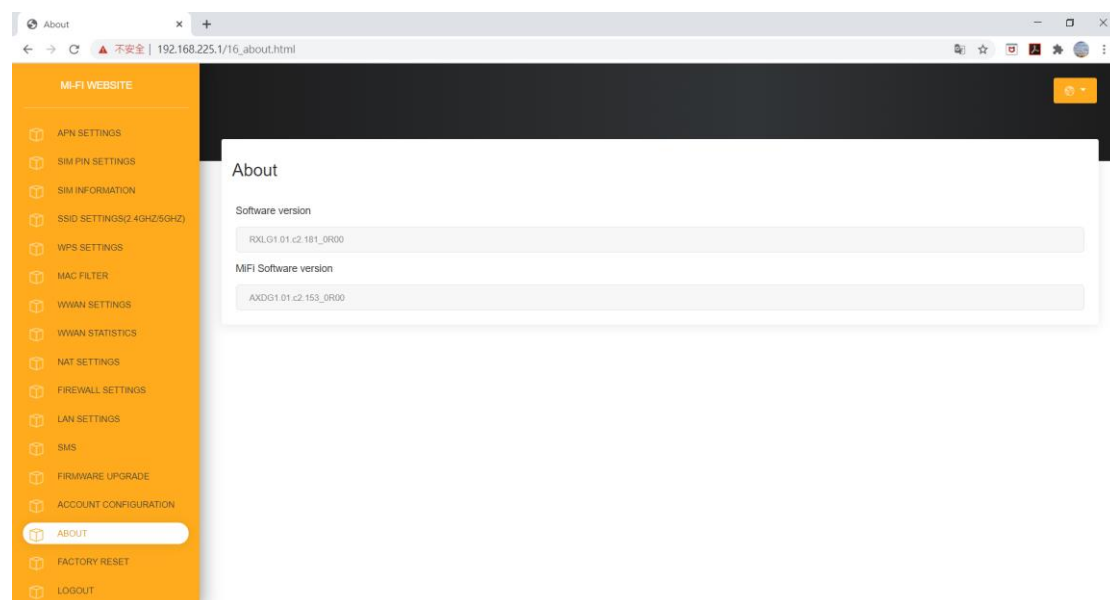 About
不安全 | 192.168.225.1/16_about.html
MI-FI WEBSITE
APN SETTINGS
SIM PIN SETTINGS
SIM INFORMATION
SSID SETTINGS(2.4GHZ/5GHZ)
WPS SETTINGS
MAC FILTER
WWAN SETTINGS
WWAN STATISTICS
NAT SETTINGS
FIREWALL SETTINGS
LAN SETTINGS
SMS
FIRMWARE UPGRADE
ACCOUNT CONFIGURATION
ABOUT
FACTORY RESET
LOGOUT
About
Software version
RXLG1.01.c2.181_0R00
MiFi Software version
AXDG1.01.c2.153_0R00